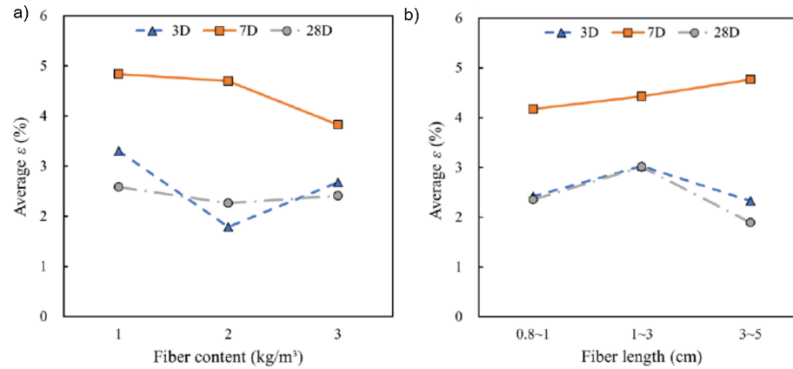 a)
3D 7D 28D
Average ε (%)
6
5
4
3
2
1
0
1 2 3
Fiber content (kg/m³)
b)
3D 7D 28D
Average ε (%)
6
5
4
3
2
1
0
0.8~1 1~3 3~5
Fiber length (cm)